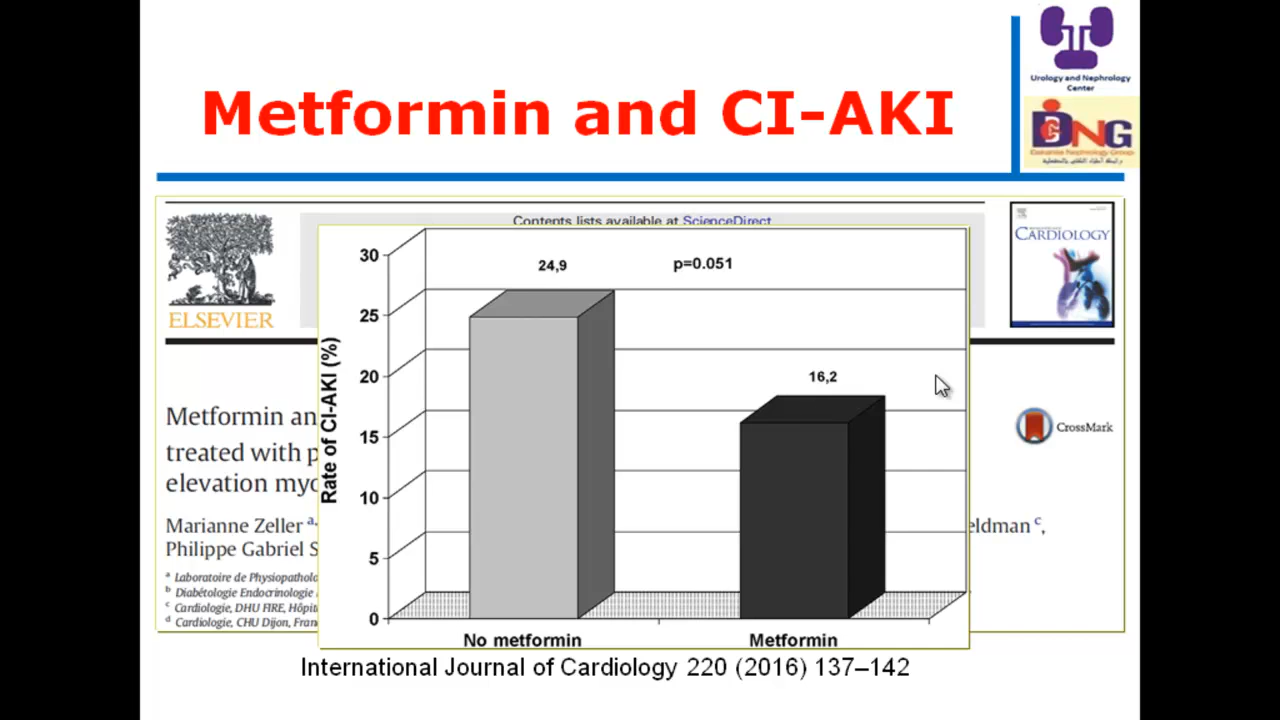 Metformin and CI-AKI
Urology and Nephrology
Center
DNG
Contents lists available at ScienceDirect
ELSEVIER
CARDIOLOGY
CrossMark
Metformin an
treated with p
elevation myo
Marianne Zeller a,
eldman c,
Philippe Gabriel S
a Laboratoire de Physiopatholo
b Diabétologie Endocrinologie
c Cardiologie, DHU FIRE, Hôpit
d Cardiologie, CHU Dijon, Fran
Rate of CI-AKI (%)
30
25
20
15
10
5
0
24,9
p=0.051
16,2
No metformin
Metformin
International Journal of Cardiology 220 (2016) 137–142